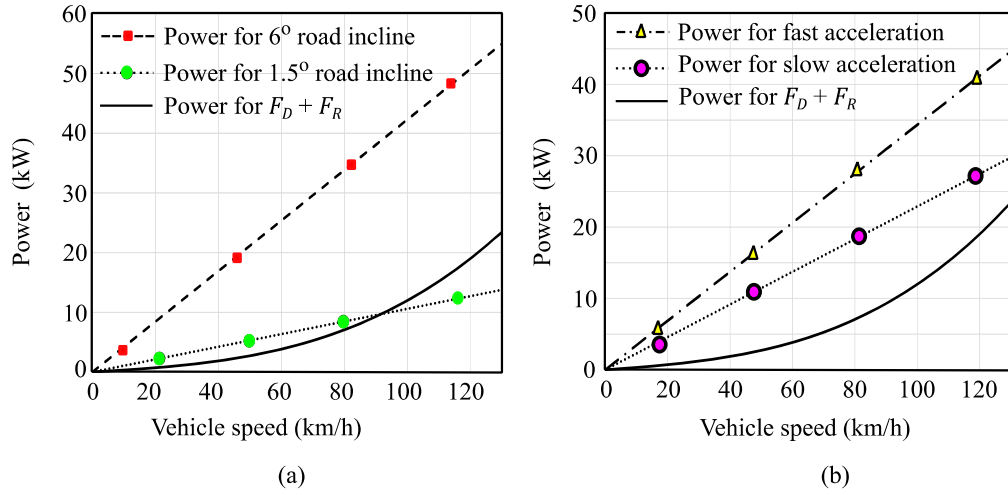 60
50
40
30
20
10
0
Power (kW)
Power for 6° road incline
Power for 1.5° road incline
Power for F_D + F_R
0 20 40 60 80 100 120
Vehicle speed (km/h)
(a)
50
40
30
20
10
0
Power (kW)
Power for fast acceleration
Power for slow acceleration
Power for F_D + F_R
0 20 40 60 80 100 120
Vehicle speed (km/h)
(b)